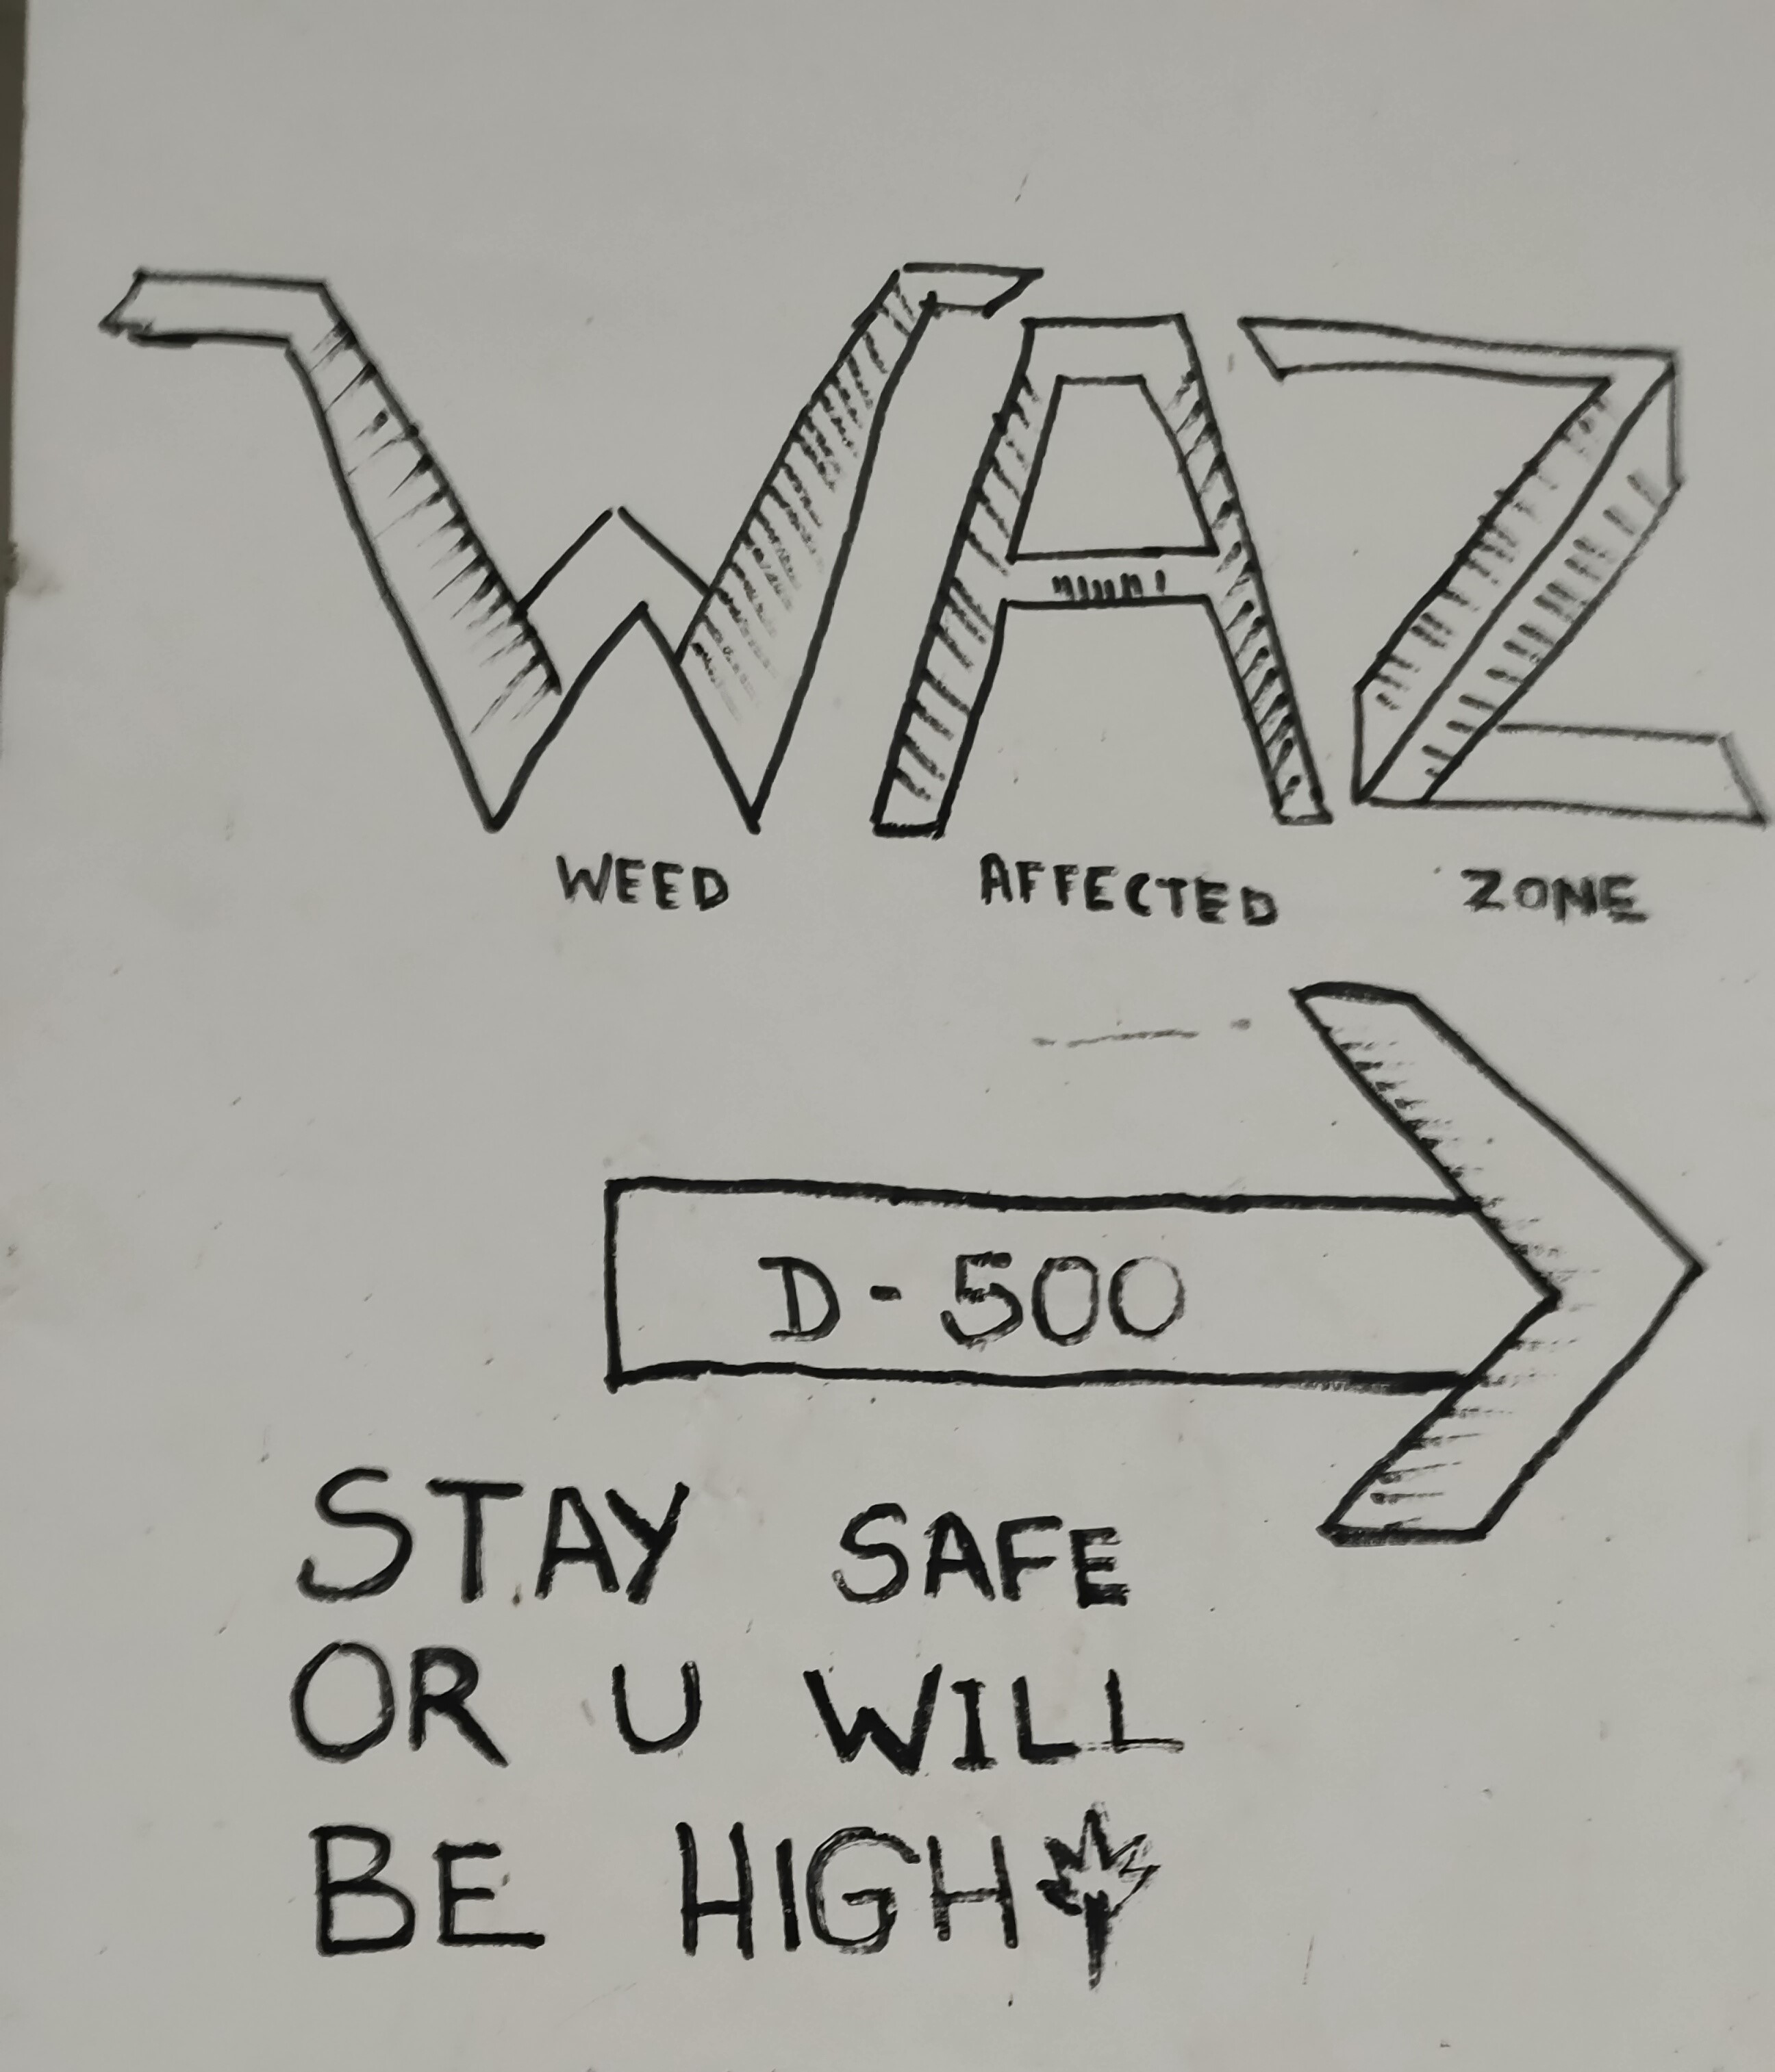 WAZ
WEED AFFECTED ZONE
D-500
STAY SAFE
OR U WILL
BE HIGH